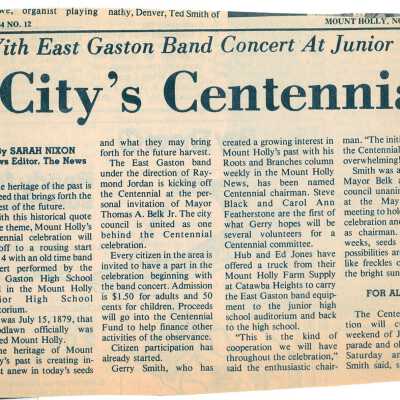 we, organist playing
nathy, Denver, Ted Smith of
4 NO. 12
MOUNT HOLLY, NO
With East Gaston Band Concert At Junior
City's Centennia
By SARAH NIXON
ws Editor. The News
heritage of the past is
eed that brings forth the
est of the future.
ith this historical quote
e theme, Mount Holly's
ennial celebration will
off to a rousing start
4 with an old time band
ert performed by the
Gaston High School
t in the Mount Holly
ior High School
torium.
was July 15, 1879, that
odlawn officially was
ed Mount Holly.
e heritage of Mount
y's past is creating in-
st anew in today's seeds
and what they may bring
forth for the future harvest.
The East Gaston band
under the direction of Ray-
mond Jordan is kicking off
the Centennial at the per-
sonal invitation of Mayor
Thomas A. Belk Jr. The city
council is united as one
behind the Centennial
celebration.
Every citizen in the area is
invited to have a part in the
celebration beginning with
the band concert. Admission
is $1.50 for adults and 50
cents for children. Proceeds
will go into the Centennial
Fund to help finance other
activities of the observance.
Citizen participation has
already started.
Gerry Smith, who has
created a growing interest in
Mount Holly's past with his
Roots and Branches column
weekly in the Mount Holly
News, has been named
Centennial chairman. Steve
Black and Carol Ann
Featherstone are the first of
what Gerry hopes will be
several volunteers for a
Centennial committee.
Hub and Ed Jones have
offered a truck from their
Mount Holly Farm Supply
at Catawba Heights to carry
the East Gaston band equip-
ment to the junior high
school auditorium and back
to the high school.
"This is the kind of
cooperation we will have
throughout the celebration,"
said the enthusiastic chair-
man. "The initi
the Centennial
overwhelming!
Smith was a
Mayor Belk a
council annou
at the May
meeting to hol
celebration and
as chairman.
weeks, seeds
possibilities ar
like freckles o
the bright sun
FOR AL
The Cente
tion will c
weekend of J
parade and ol
Saturday a
Smith said, s